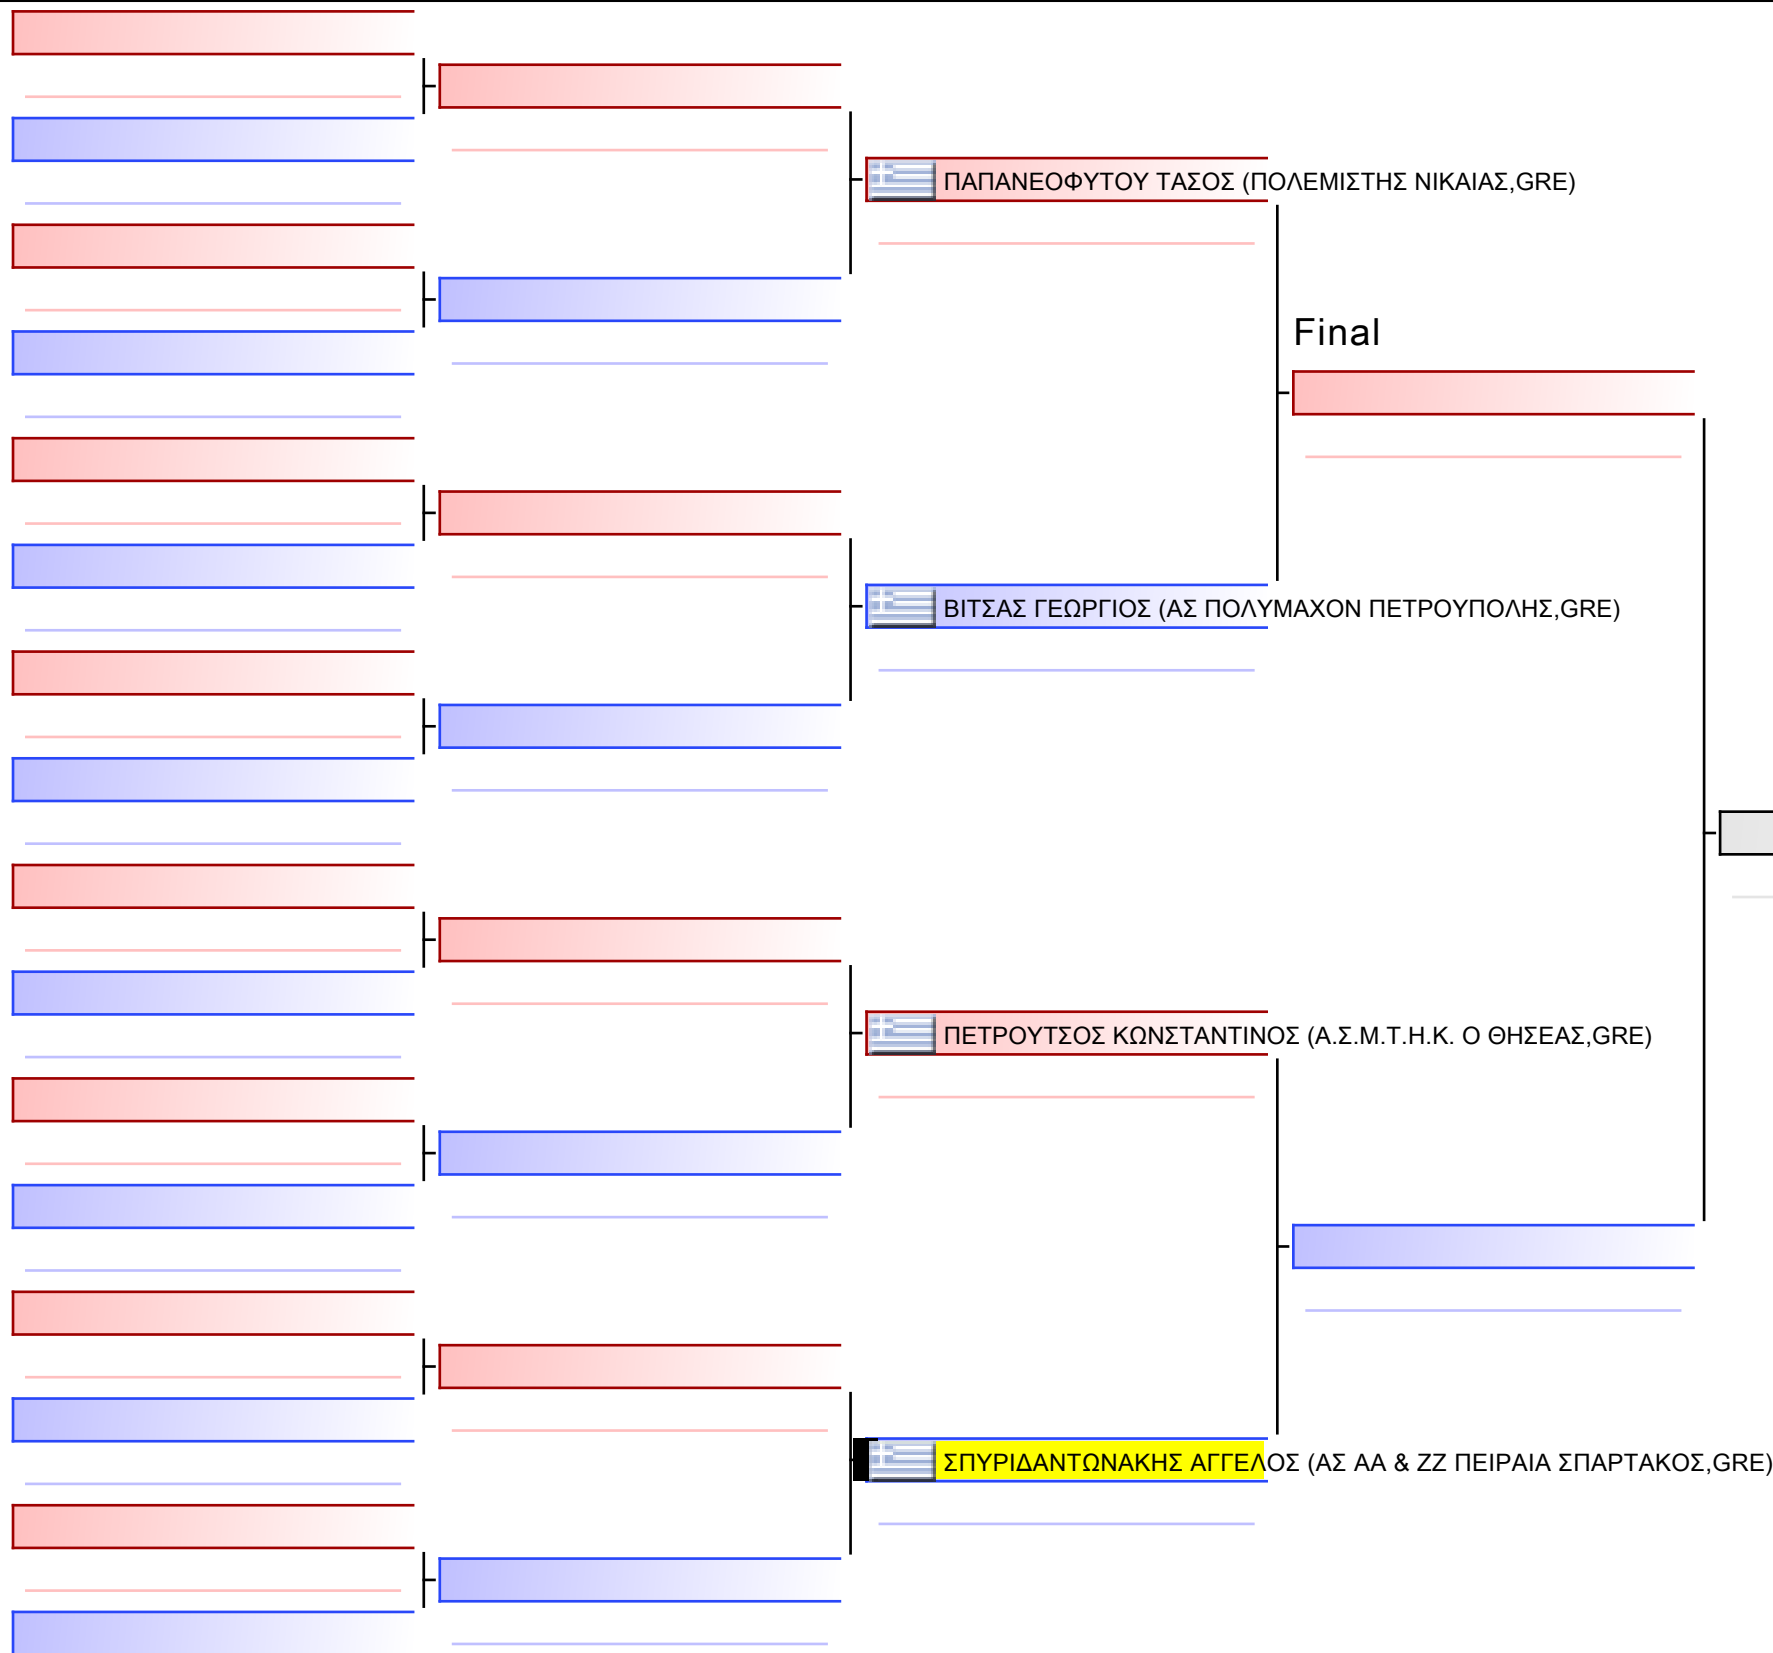 ΠΑΠΑΝΕΟΦΥΤΟΥ ΤΑΣΟΣ (ΠΟΛΕΜΙΣΤΗΣ ΝΙΚΑΙΑΣ,GRE)
Final
ΒΙΤΣΑΣ ΓΕΩΡΓΙΟΣ (ΑΣ ΠΟΛΥΜΑΧΟΝ ΠΕΤΡΟΥΠΟΛΗΣ,GRE)
ΠΕΤΡΟΥΤΣΟΣ ΚΩΝΣΤΑΝΤΙΝΟΣ (Α.Σ.Μ.Τ.Η.Κ. Ο ΘΗΣΕΑΣ,GRE)
ΣΠΥΡΙΔΑΝΤΩΝΑΚΗΣ ΑΓΓΕΛΟΣ (ΑΣ ΑΑ & ΖΖ ΠΕΙΡΑΙΑ ΣΠΑΡΤΑΚΟΣ,GRE)